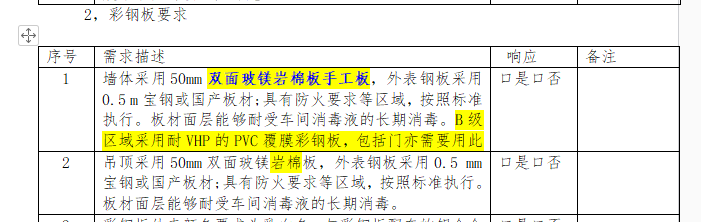 2，彩钢板要求
序号 需求描述 响应 备注
1 墙体采用 50mm 双面玻镁岩棉板手工板，外表钢板采用 口是口否
0.5 m 宝钢或国产板材;具有防火要求等区域，按照标准
执行。板材面层能够耐受车间消毒液的长期消毒。B 级
区域采用耐 VHP 的 PVC 覆膜彩钢板，包括门亦需要用此
2 吊顶采用 50mm 双面玻镁岩棉板，外表钢板采用 0.5 mm 口是口否
宝钢或国产板材;具有防火要求等区域，按照标准执行。
板材面层能够耐受车间消毒液的长期消毒。